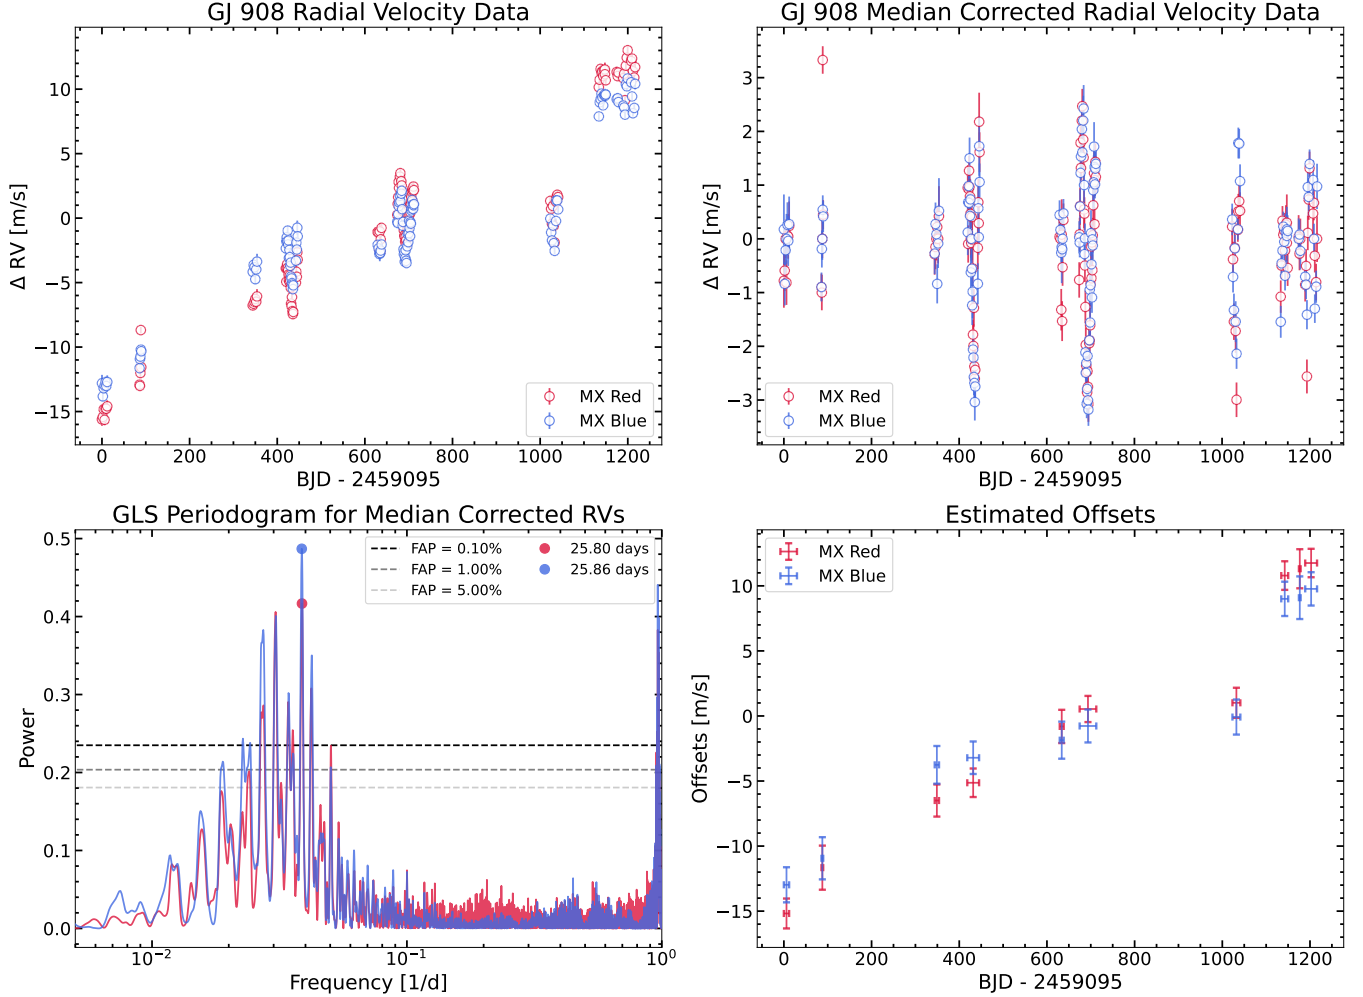 GJ 908 Radial Velocity Data
Δ RV [m/s]
10
5
0
−5
−10
−15
MX Red
MX Blue
0 200 400 600 800 1000 1200
BJD - 2459095
GJ 908 Median Corrected Radial Velocity Data
Δ RV [m/s]
3
2
1
0
−1
−2
−3
MX Red
MX Blue
0 200 400 600 800 1000 1200
BJD - 2459095
GLS Periodogram for Median Corrected RVs
Power
0.5
0.4
0.3
0.2
0.1
0.0
FAP = 0.10%
FAP = 1.00%
FAP = 5.00%
25.80 days
25.86 days
10⁻² 10⁻¹ 10⁰
Frequency [1/d]
Estimated Offsets
Offsets [m/s]
10
5
0
−5
−10
−15
MX Red
MX Blue
0 200 400 600 800 1000 1200
BJD - 2459095